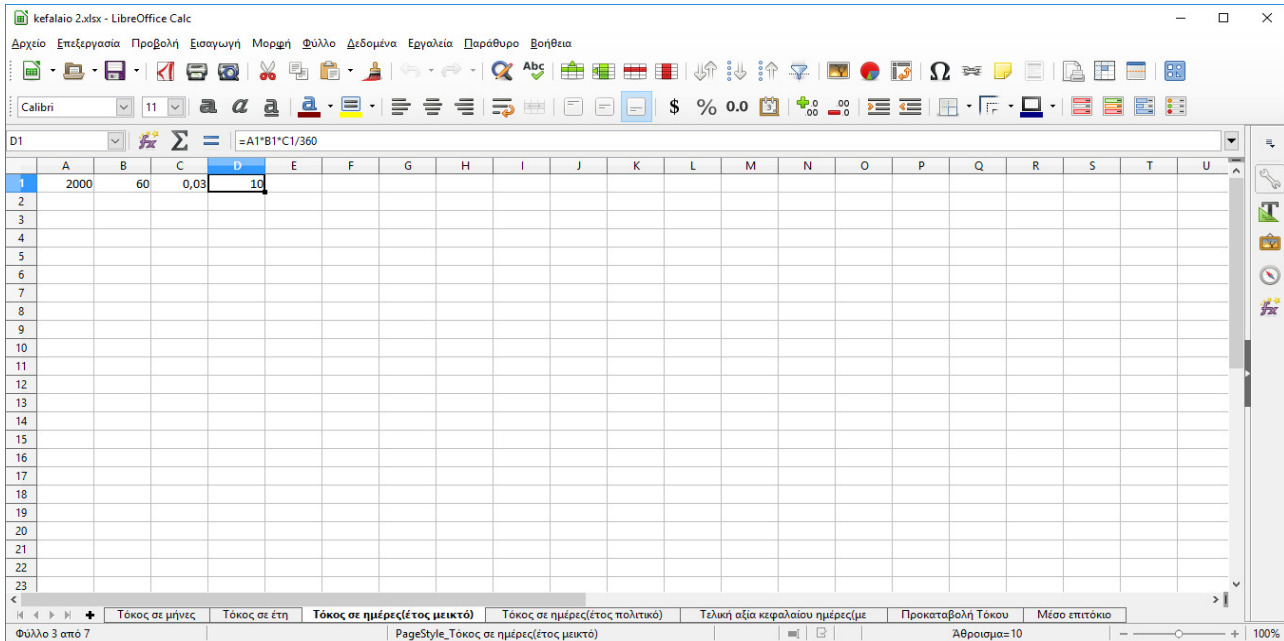 kefalaio 2.xlsx - LibreOffice Calc
Αρχείο Επεξεργασία Προβολή Εισαγωγή Μορφή Φύλλο Δεδομένα Εργαλεία Παράθυρο Βοήθεια
Calibri 11 a a a a $ % 0.0
D1 =A1*B1*C1/360
A B C D E F G H I J K L M N O P Q R S T U
1 2000 60 0,03 10
2
3
4
5
6
7
8
9
10
11
12
13
14
15
16
17
18
19
20
21
22
23
Τόκος σε μήνες Τόκος σε έτη Τόκος σε ημέρες(έτος μεικτό) Τόκος σε ημέρες(έτος πολιτικό) Τελική αξία κεφαλαίου ημέρες(με Προκαταβολή Τόκου Μέσο επιτόκιο
Φύλλο 3 από 7 PageStyle_Τόκος σε ημέρες(έτος μεικτό) Άθροισμα=10 100%